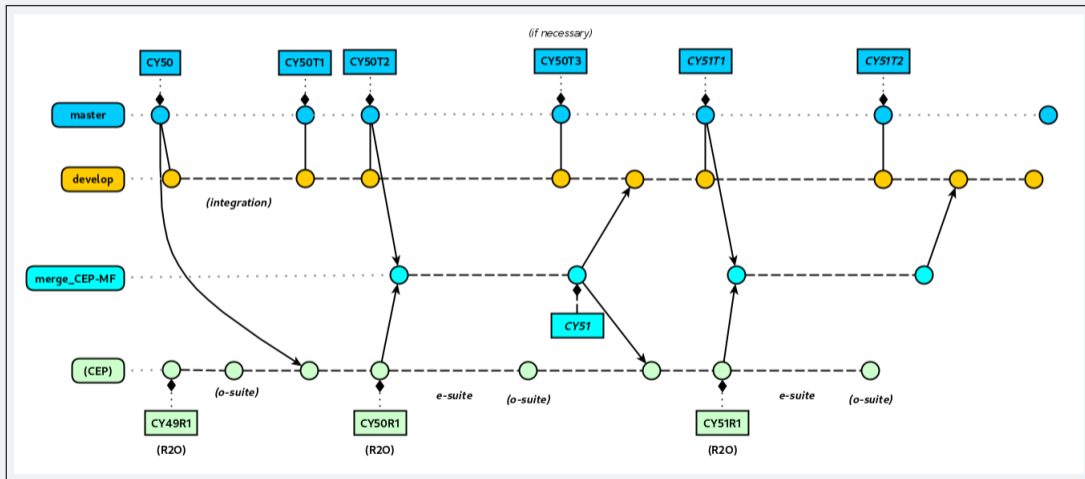 (if necessary)
CY50
CY50T1
CY50T2
CY50T3
CY51T1
CY51T2
master
develop
(integration)
merge_CEP-MF
CY51
(CEP)
(o-suite)
e-suite
(o-suite)
e-suite
(o-suite)
CY49R1
CY50R1
CY51R1
(R2O)
(R2O)
(R2O)